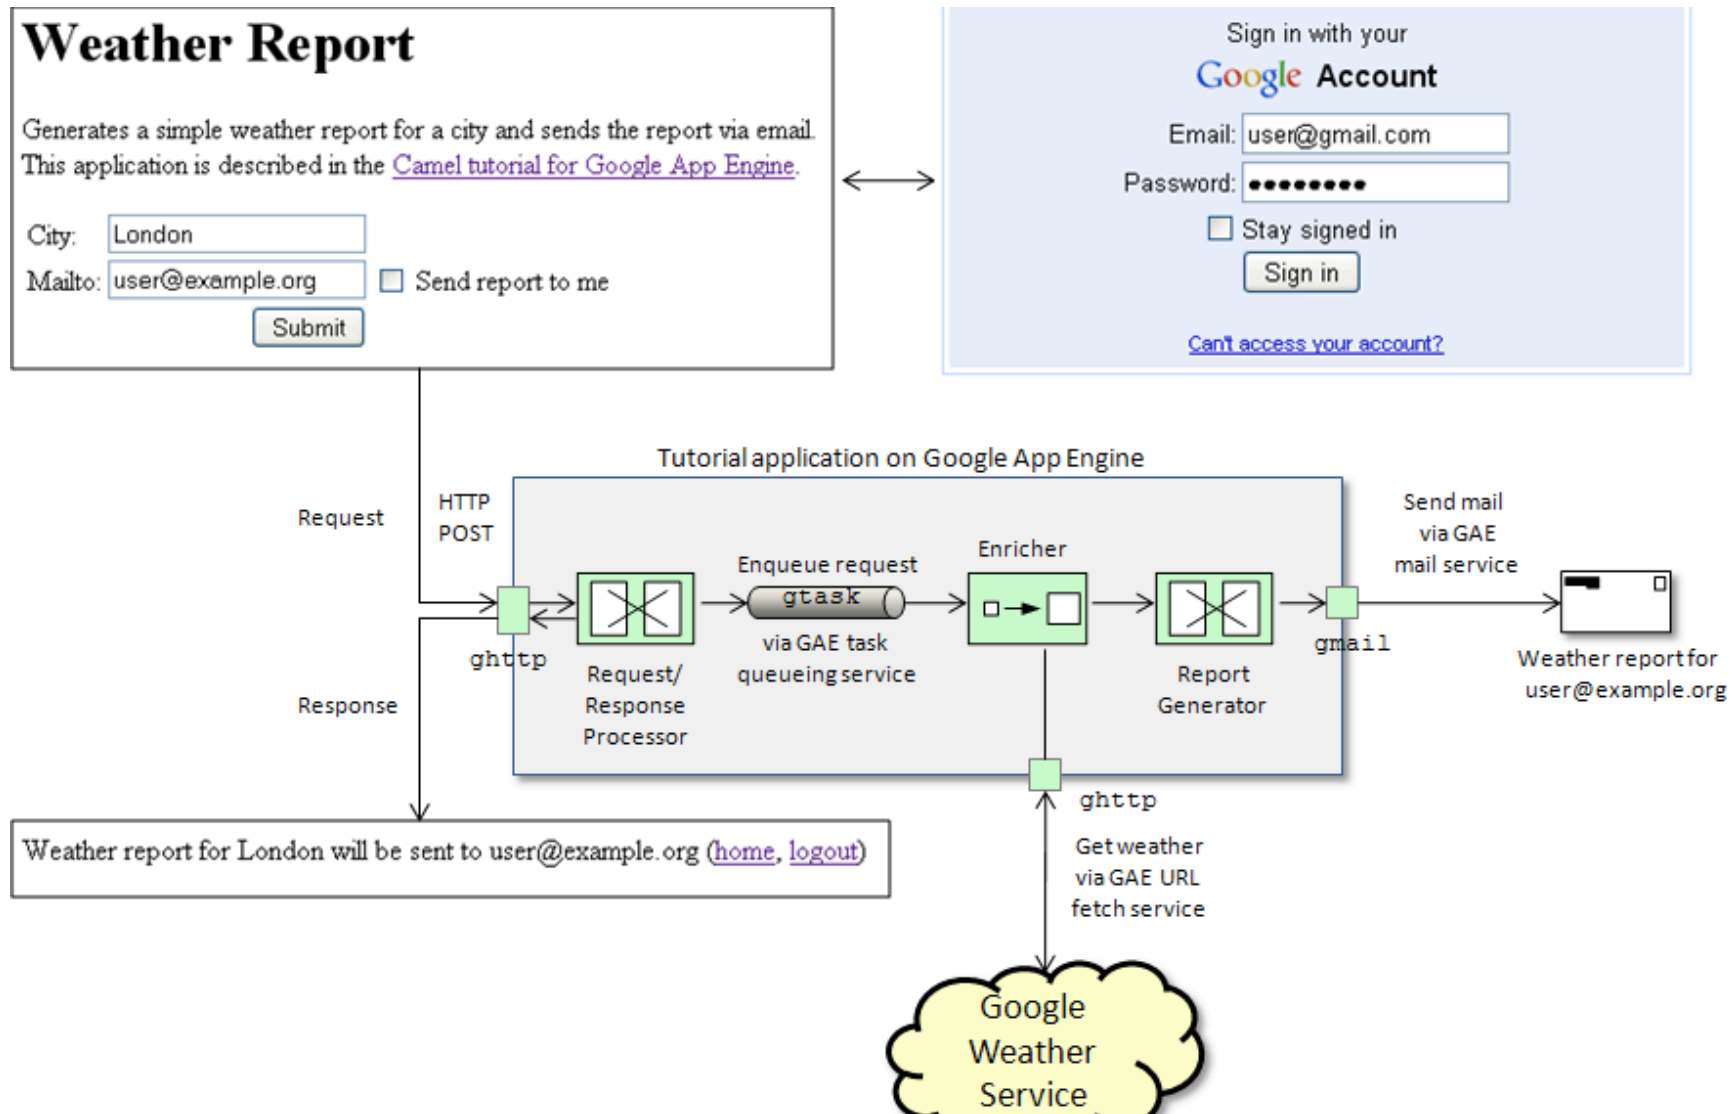 Weather Report
Generates a simple weather report for a city and sends the report via email.
This application is described in the Camel tutorial for Google App Engine.
City: London
Mailto: user@example.org Send report to me
Submit
Sign in with your
Google Account
Email: user@gmail.com
Password:
Stay signed in
Sign in
Can't access your account?
Tutorial application on Google App Engine
Request
HTTP
POST
ghttp
Response
Request/
Response
Processor
Enqueue request
gtask
via GAE task
queueing service
Enricher
Report
Generator
gmail
Send mail
via GAE
mail service
Weather report for
user@example.org
ghttp
Get weather
via GAE URL
fetch service
Google
Weather
Service
Weather report for London will be sent to user@example.org (home, logout)